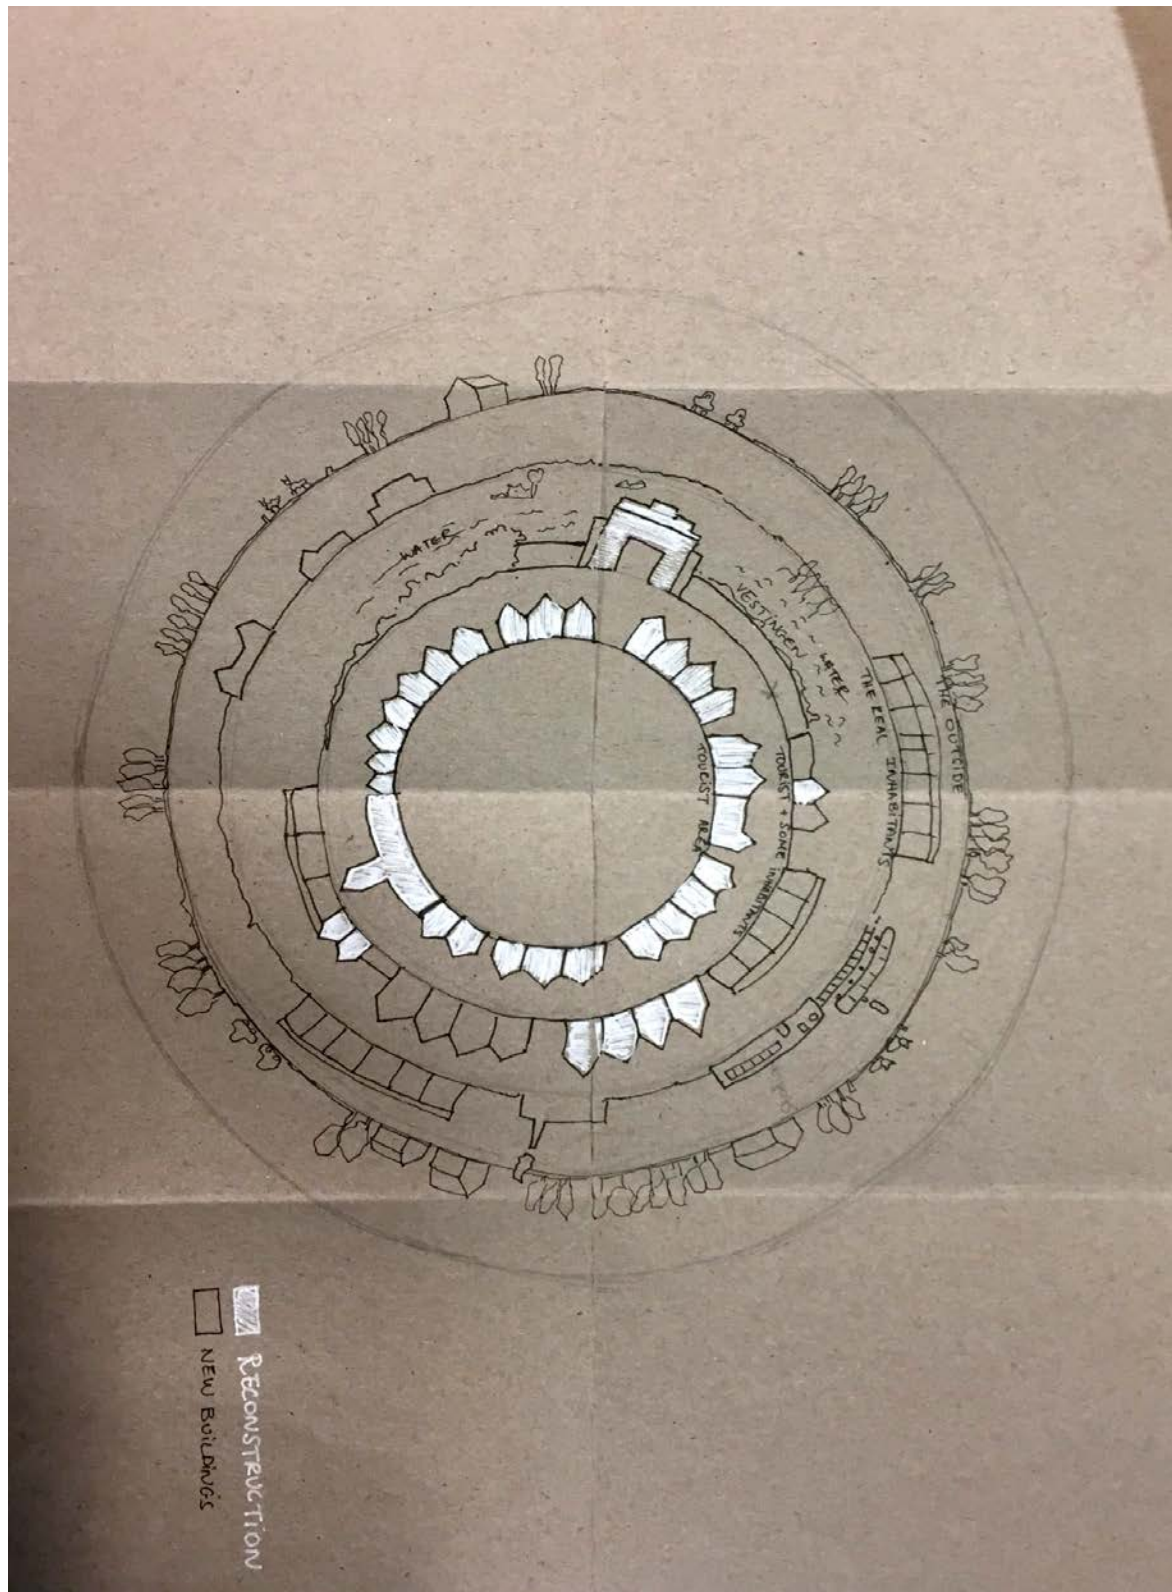 WATER
VESTINGEN
WATER
TOURIST AREA
TOURIST + SOME INHABITANTS
THE REAL INHABITANTS
THE OUTSIDE
RECONSTRUCTION
NEW BUILDINGS